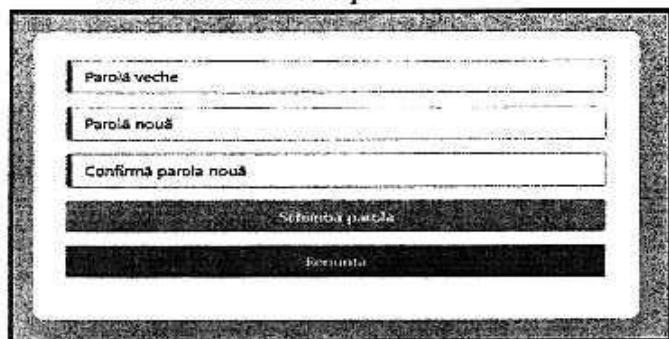 Parolă veche
Parolă nouă
Confirmă parola nouă
Schimbă parola
Renunță